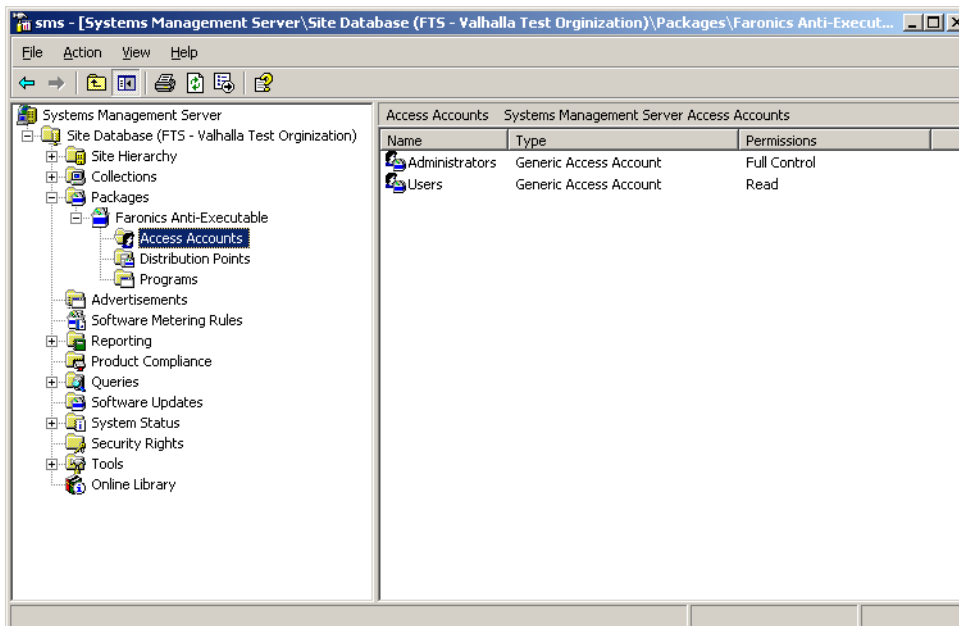 sms - [Systems Management Server\Site Database (FTS - Valhalla Test Orginization)\Packages\Faronics Anti-Execut...
File Action View Help
Systems Management Server
Site Database (FTS - Valhalla Test Orginization)
Site Hierarchy
Collections
Packages
Faronics Anti-Executable
Access Accounts
Distribution Points
Programs
Advertisements
Software Metering Rules
Reporting
Product Compliance
Queries
Software Updates
System Status
Security Rights
Tools
Online Library
Access Accounts Systems Management Server Access Accounts
Name Type Permissions
Administrators Generic Access Account Full Control
Users Generic Access Account Read